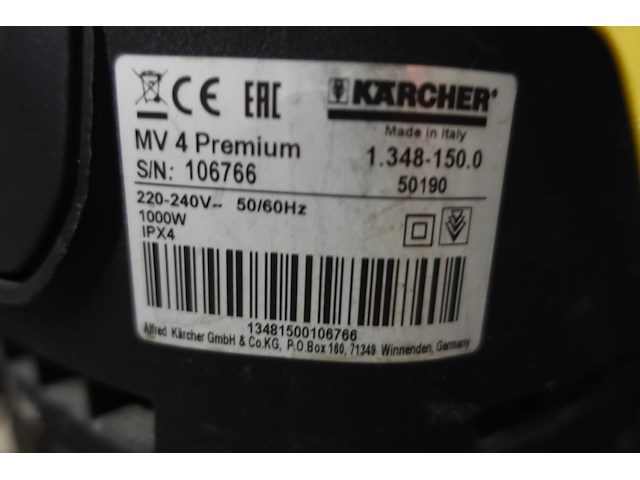 CE EAC KÄRCHER
Made in Italy
MV 4 Premium 1.348-150.0
S/N: 106766 50190
220-240V~ 50/60Hz
1000W
IPX4
13481500106766
Alfred Kärcher GmbH & Co.KG, P.O.Box 160, 71349 Winnenden, Germany